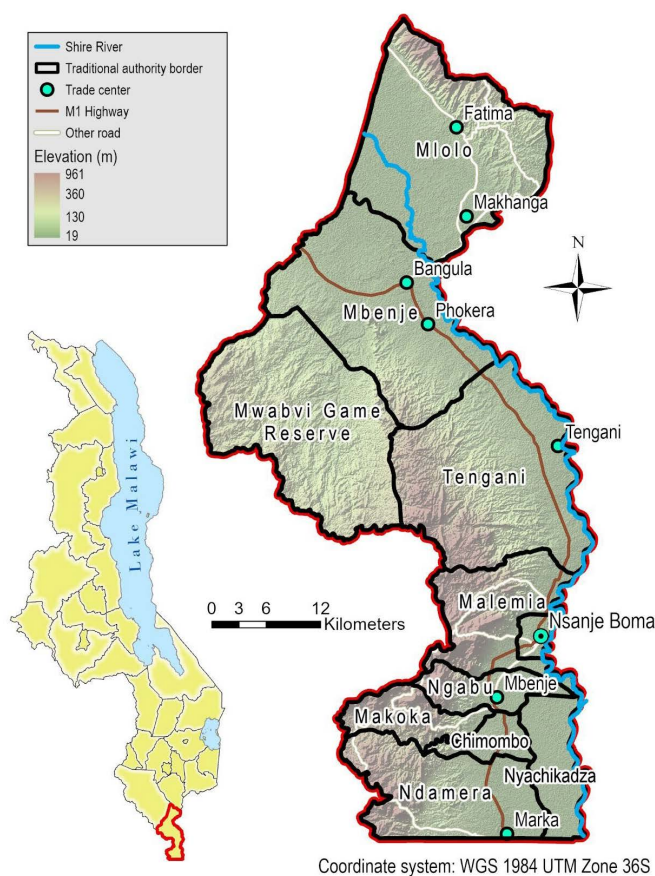 Shire River
Traditional authority border
Trade center
M1 Highway
Other road
Elevation (m)
961
360
130
19
Fatima
Mlolo
Makhanga
N
Bangula
Mbenje
Phokera
Mwabvi Game
Reserve
Tengani
Tengani
Lake Malawi
0 3 6 12
Kilometers
Malemia
Nsanje Boma
Ngabu
Mbenje
Makoka
Chimombo
Nyachikadza
Ndamera
Marka
Coordinate system: WGS 1984 UTM Zone 36S